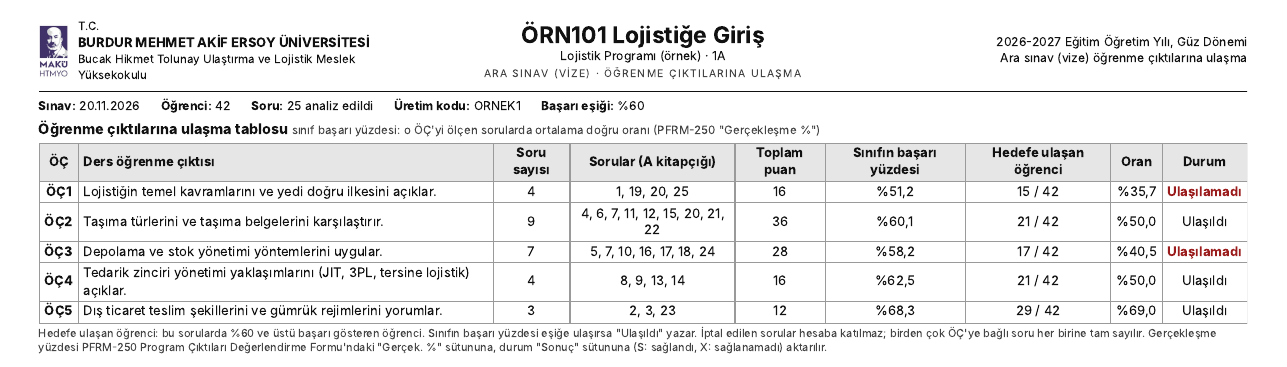 T.C.
BURDUR MEHMET AKİF ERSOY ÜNİVERSİTESİ
Bucak Hikmet Tolunay Ulaştırma ve Lojistik Meslek
Yüksekokulu
MAKÜ
HTMYO
ÖRN101 Lojistiğe Giriş
Lojistik Programı (örnek) · 1A
ARA SINAV (VİZE) · ÖĞRENME ÇIKTILARINA ULAŞMA
2026-2027 Eğitim Öğretim Yılı, Güz Dönemi
Ara sınav (vize) öğrenme çıktılarına ulaşma
Sınav: 20.11.2026 Öğrenci: 42 Soru: 25 analiz edildi Üretim kodu: ORNEK1 Başarı eşiği: %60
Öğrenme çıktılarına ulaşma tablosu sınıf başarı yüzdesi: o ÖÇ'yi ölçen sorularda ortalama doğru oranı (PFRM-250 "Gerçekleşme %")
ÖÇ Ders öğrenme çıktısı Soru sayısı Sorular (A kitapçığı) Toplam puan Sınıfın başarı yüzdesi Hedefe ulaşan öğrenci Oran Durum
ÖÇ1 Lojistiğin temel kavramlarını ve yedi doğru ilkesini açıklar. 4 1, 19, 20, 25 16 %51,2 15 / 42 %35,7 Ulaşılamadı
ÖÇ2 Taşıma türlerini ve taşıma belgelerini karşılaştırır. 9 4, 6, 7, 11, 12, 15, 20, 21, 22 36 %60,1 21 / 42 %50,0 Ulaşıldı
ÖÇ3 Depolama ve stok yönetimi yöntemlerini uygular. 7 5, 7, 10, 16, 17, 18, 24 28 %58,2 17 / 42 %40,5 Ulaşılamadı
ÖÇ4 Tedarik zinciri yönetimi yaklaşımlarını (JIT, 3PL, tersine lojistik) açıklar. 4 8, 9, 13, 14 16 %62,5 21 / 42 %50,0 Ulaşıldı
ÖÇ5 Dış ticaret teslim şekillerini ve gümrük rejimlerini yorumlar. 3 2, 3, 23 12 %68,3 29 / 42 %69,0 Ulaşıldı
Hedefe ulaşan öğrenci: bu sorularda %60 ve üstü başarı gösteren öğrenci. Sınıfın başarı yüzdesi eşiğe ulaşırsa "Ulaşıldı" yazar. İptal edilen sorular hesaba katılmaz; birden çok ÖÇ'ye bağlı soru her birine tam sayılır. Gerçekleşme
yüzdesi PFRM-250 Program Çıktıları Değerlendirme Formu'ndaki "Gerçek. %" sütununa, durum "Sonuç" sütununa (S: sağlandı, X: sağlanamadı) aktarılır.